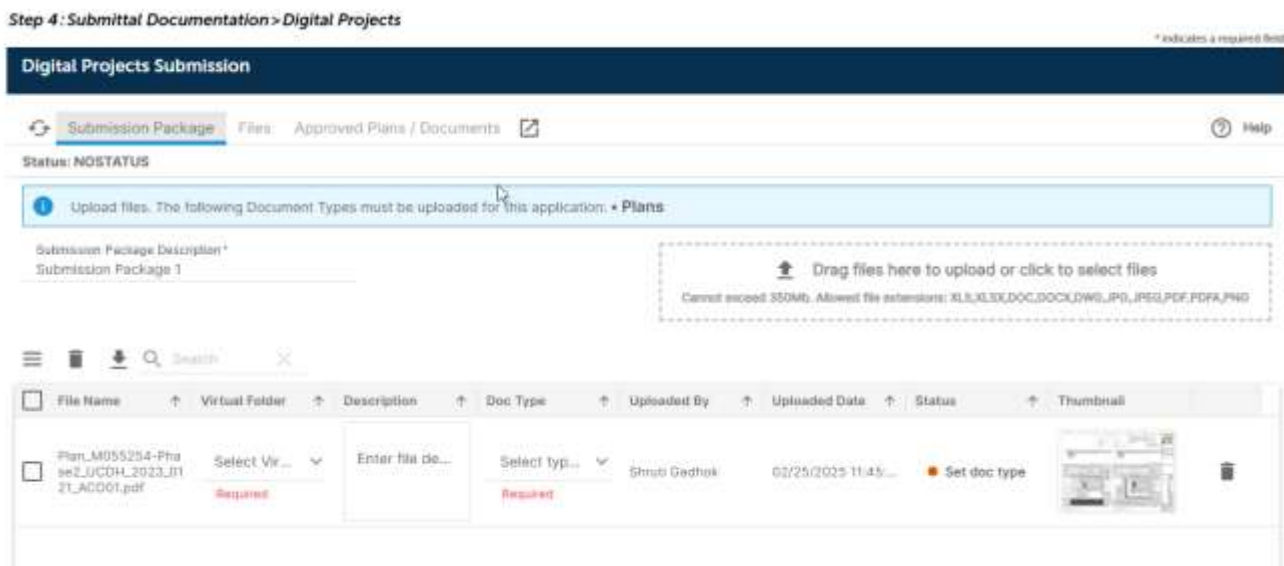 Step 4: Submittal Documentation > Digital Projects
* indicates a required field
Digital Projects Submission
Submission Package Files Approved Plans / Documents Help
Status: NOSTATUS
Upload files. The following Document Types must be uploaded for this application: • Plans
Submission Package Description*
Submission Package 1
Drag files here to upload or click to select files
Cannot exceed 350Mb. Allowed file extensions: XLS,XLSX,DOC,DOCX,DWG,JPG,JPEG,PDF,PDFA,PNG
Search
File Name Virtual Folder Description Doc Type Uploaded By Uploaded Date Status Thumbnail
Plan_M055254-Pha
se2_UCDH_2023_01
21_ACD01.pdf
Select Vir...
Required
Enter file de...
Select typ...
Required
Shruti Gadhok
02/25/2025 11:45:...
Set doc type